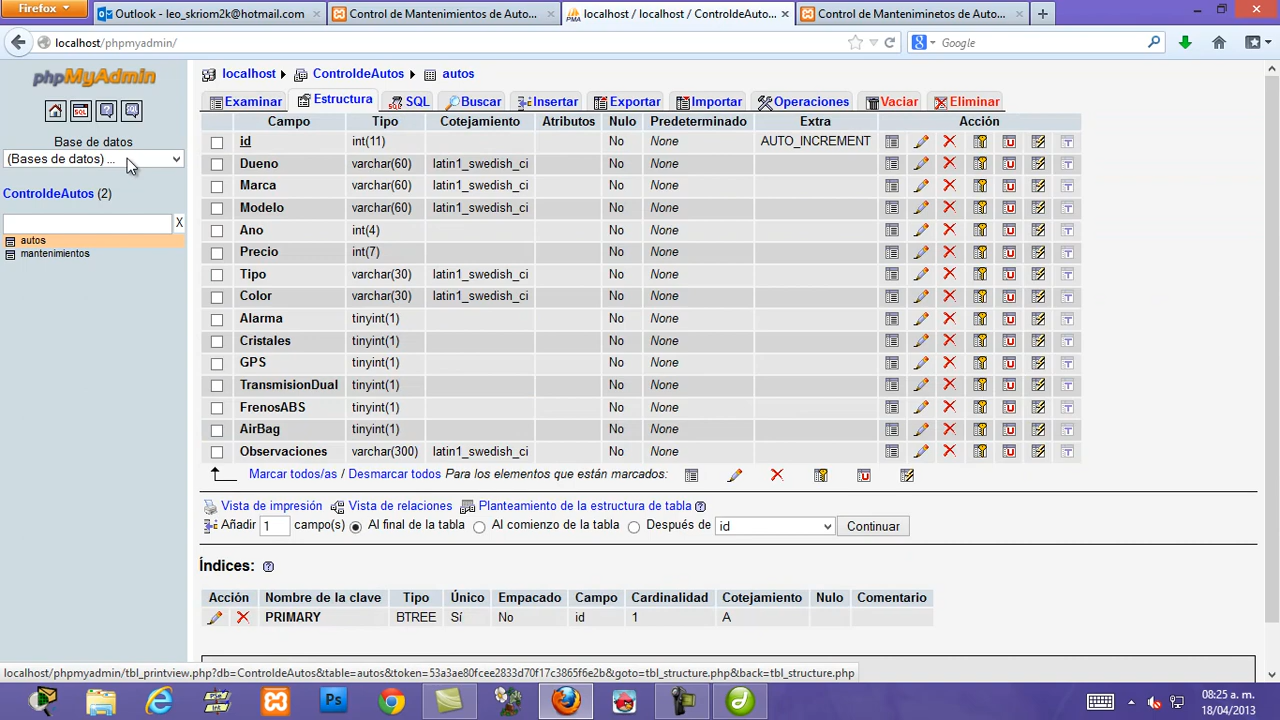 Firefox
Outlook - leo_skriom2k@hotmail.com
Control de Mantenimientos de Auto...
localhost / localhost / ControldeAuto...
Control de Manteniminetos de Auto...
localhost/phpmyadmin/
Google
phpMyAdmin
Base de datos
(Bases de datos) ...
ControldeAutos (2)
X
autos
mantenimientos
localhost ControldeAutos autos
Examinar Estructura SQL Buscar Insertar Exportar Importar Operaciones Vaciar Eliminar
Campo Tipo Cotejamiento Atributos Nulo Predeterminado Extra Acción
id int(11) No None AUTO_INCREMENT
Dueno varchar(60) latin1_swedish_ci No None
Marca varchar(60) latin1_swedish_ci No None
Modelo varchar(60) latin1_swedish_ci No None
Ano int(4) No None
Precio int(7) No None
Tipo varchar(30) latin1_swedish_ci No None
Color varchar(30) latin1_swedish_ci No None
Alarma tinyint(1) No None
Cristales tinyint(1) No None
GPS tinyint(1) No None
TransmisionDual tinyint(1) No None
FrenosABS tinyint(1) No None
AirBag tinyint(1) No None
Observaciones varchar(300) latin1_swedish_ci No None
Marcar todos/as / Desmarcar todos Para los elementos que están marcados:
Vista de impresión Vista de relaciones Planteamiento de la estructura de tabla
Añadir 1 campo(s) Al final de la tabla Al comienzo de la tabla Después de id Continuar
Índices:
Acción Nombre de la clave Tipo Único Empacado Campo Cardinalidad Cotejamiento Nulo Comentario
PRIMARY BTREE Sí No id 1 A
localhost/phpmyadmin/tbl_printview.php?db=ControldeAutos&table=autos&token=53a3ae80fcee2833d70f17c3865f6e2b&goto=tbl_structure.php&back=tbl_structure.php
08:25 a. m.
18/04/2013